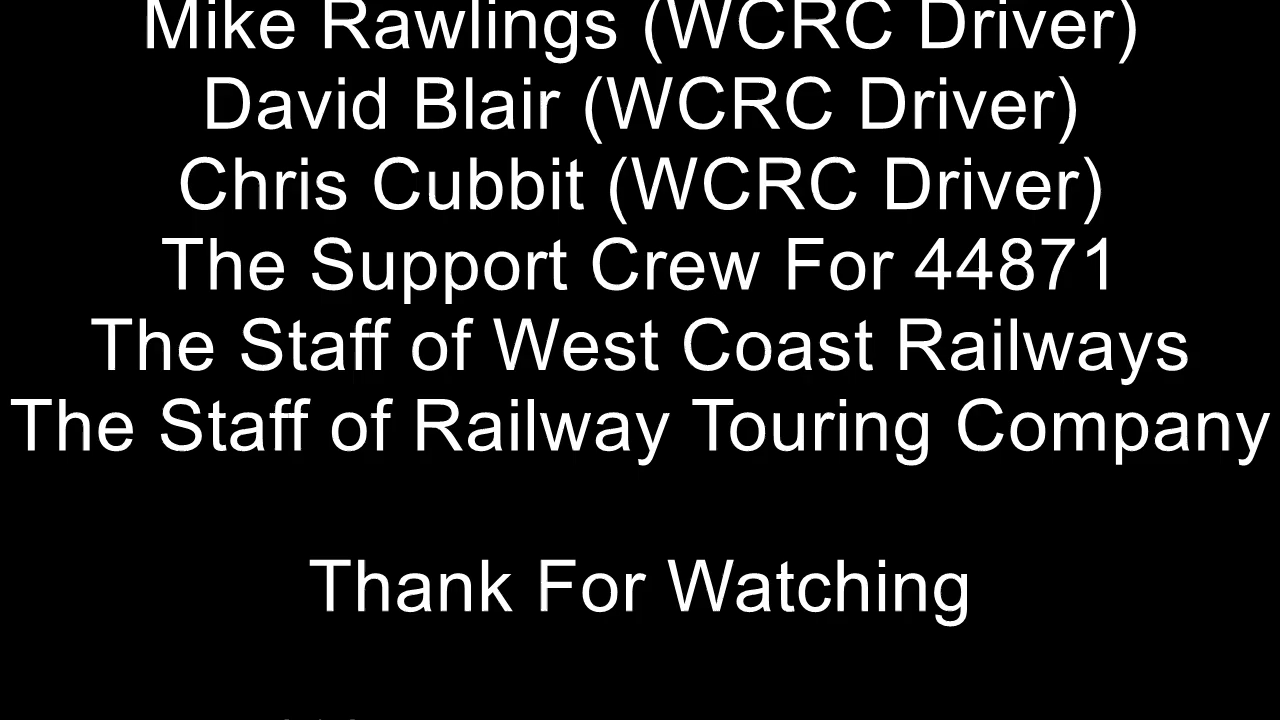 Mike Rawlings (WCRC Driver)
David Blair (WCRC Driver)
Chris Cubbit (WCRC Driver)
The Support Crew For 44871
The Staff of West Coast Railways
The Staff of Railway Touring Company
Thank For Watching